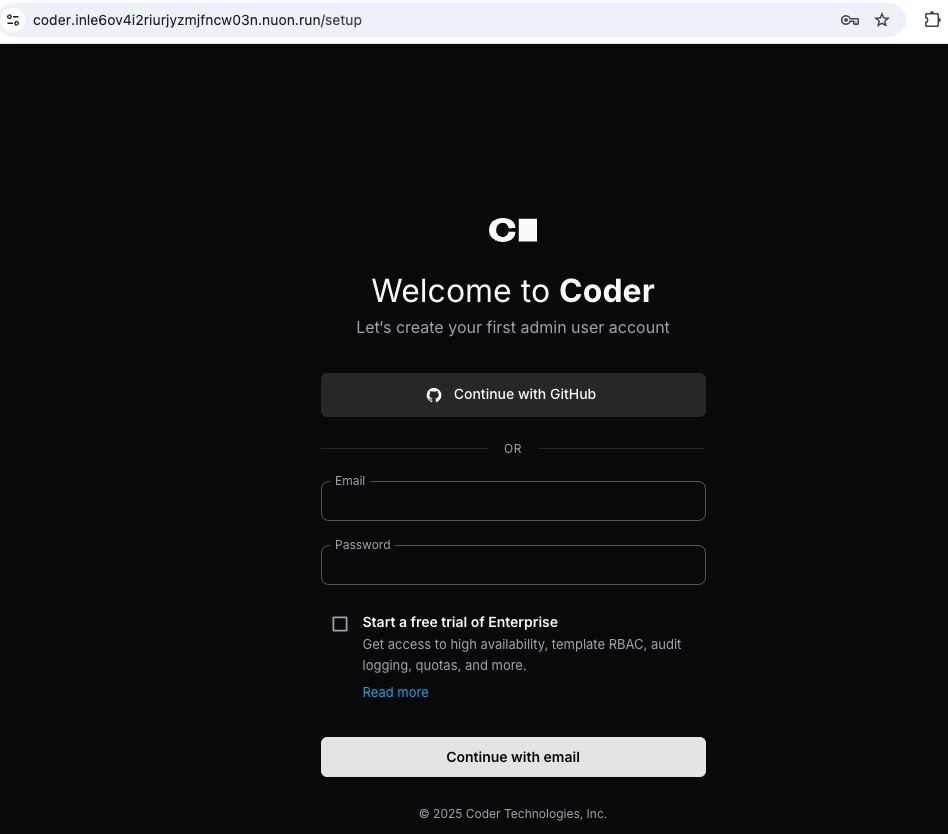 coder.inle6ov4i2riurjyzmjfncw03n.nuon.run/setup
Welcome to Coder
Let's create your first admin user account
Continue with GitHub
OR
Email
Password
Start a free trial of Enterprise
Get access to high availability, template RBAC, audit
logging, quotas, and more.
Read more
Continue with email
© 2025 Coder Technologies, Inc.